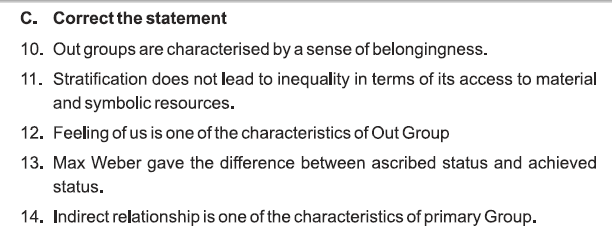 C. Correct the statement
10. Out groups are characterised by a sense of belongingness.
11. Stratification does not lead to inequality in terms of its access to material
and symbolic resources.
12. Feeling of us is one of the characteristics of Out Group
13. Max Weber gave the difference between ascribed status and achieved
status.
14. Indirect relationship is one of the characteristics of primary Group.